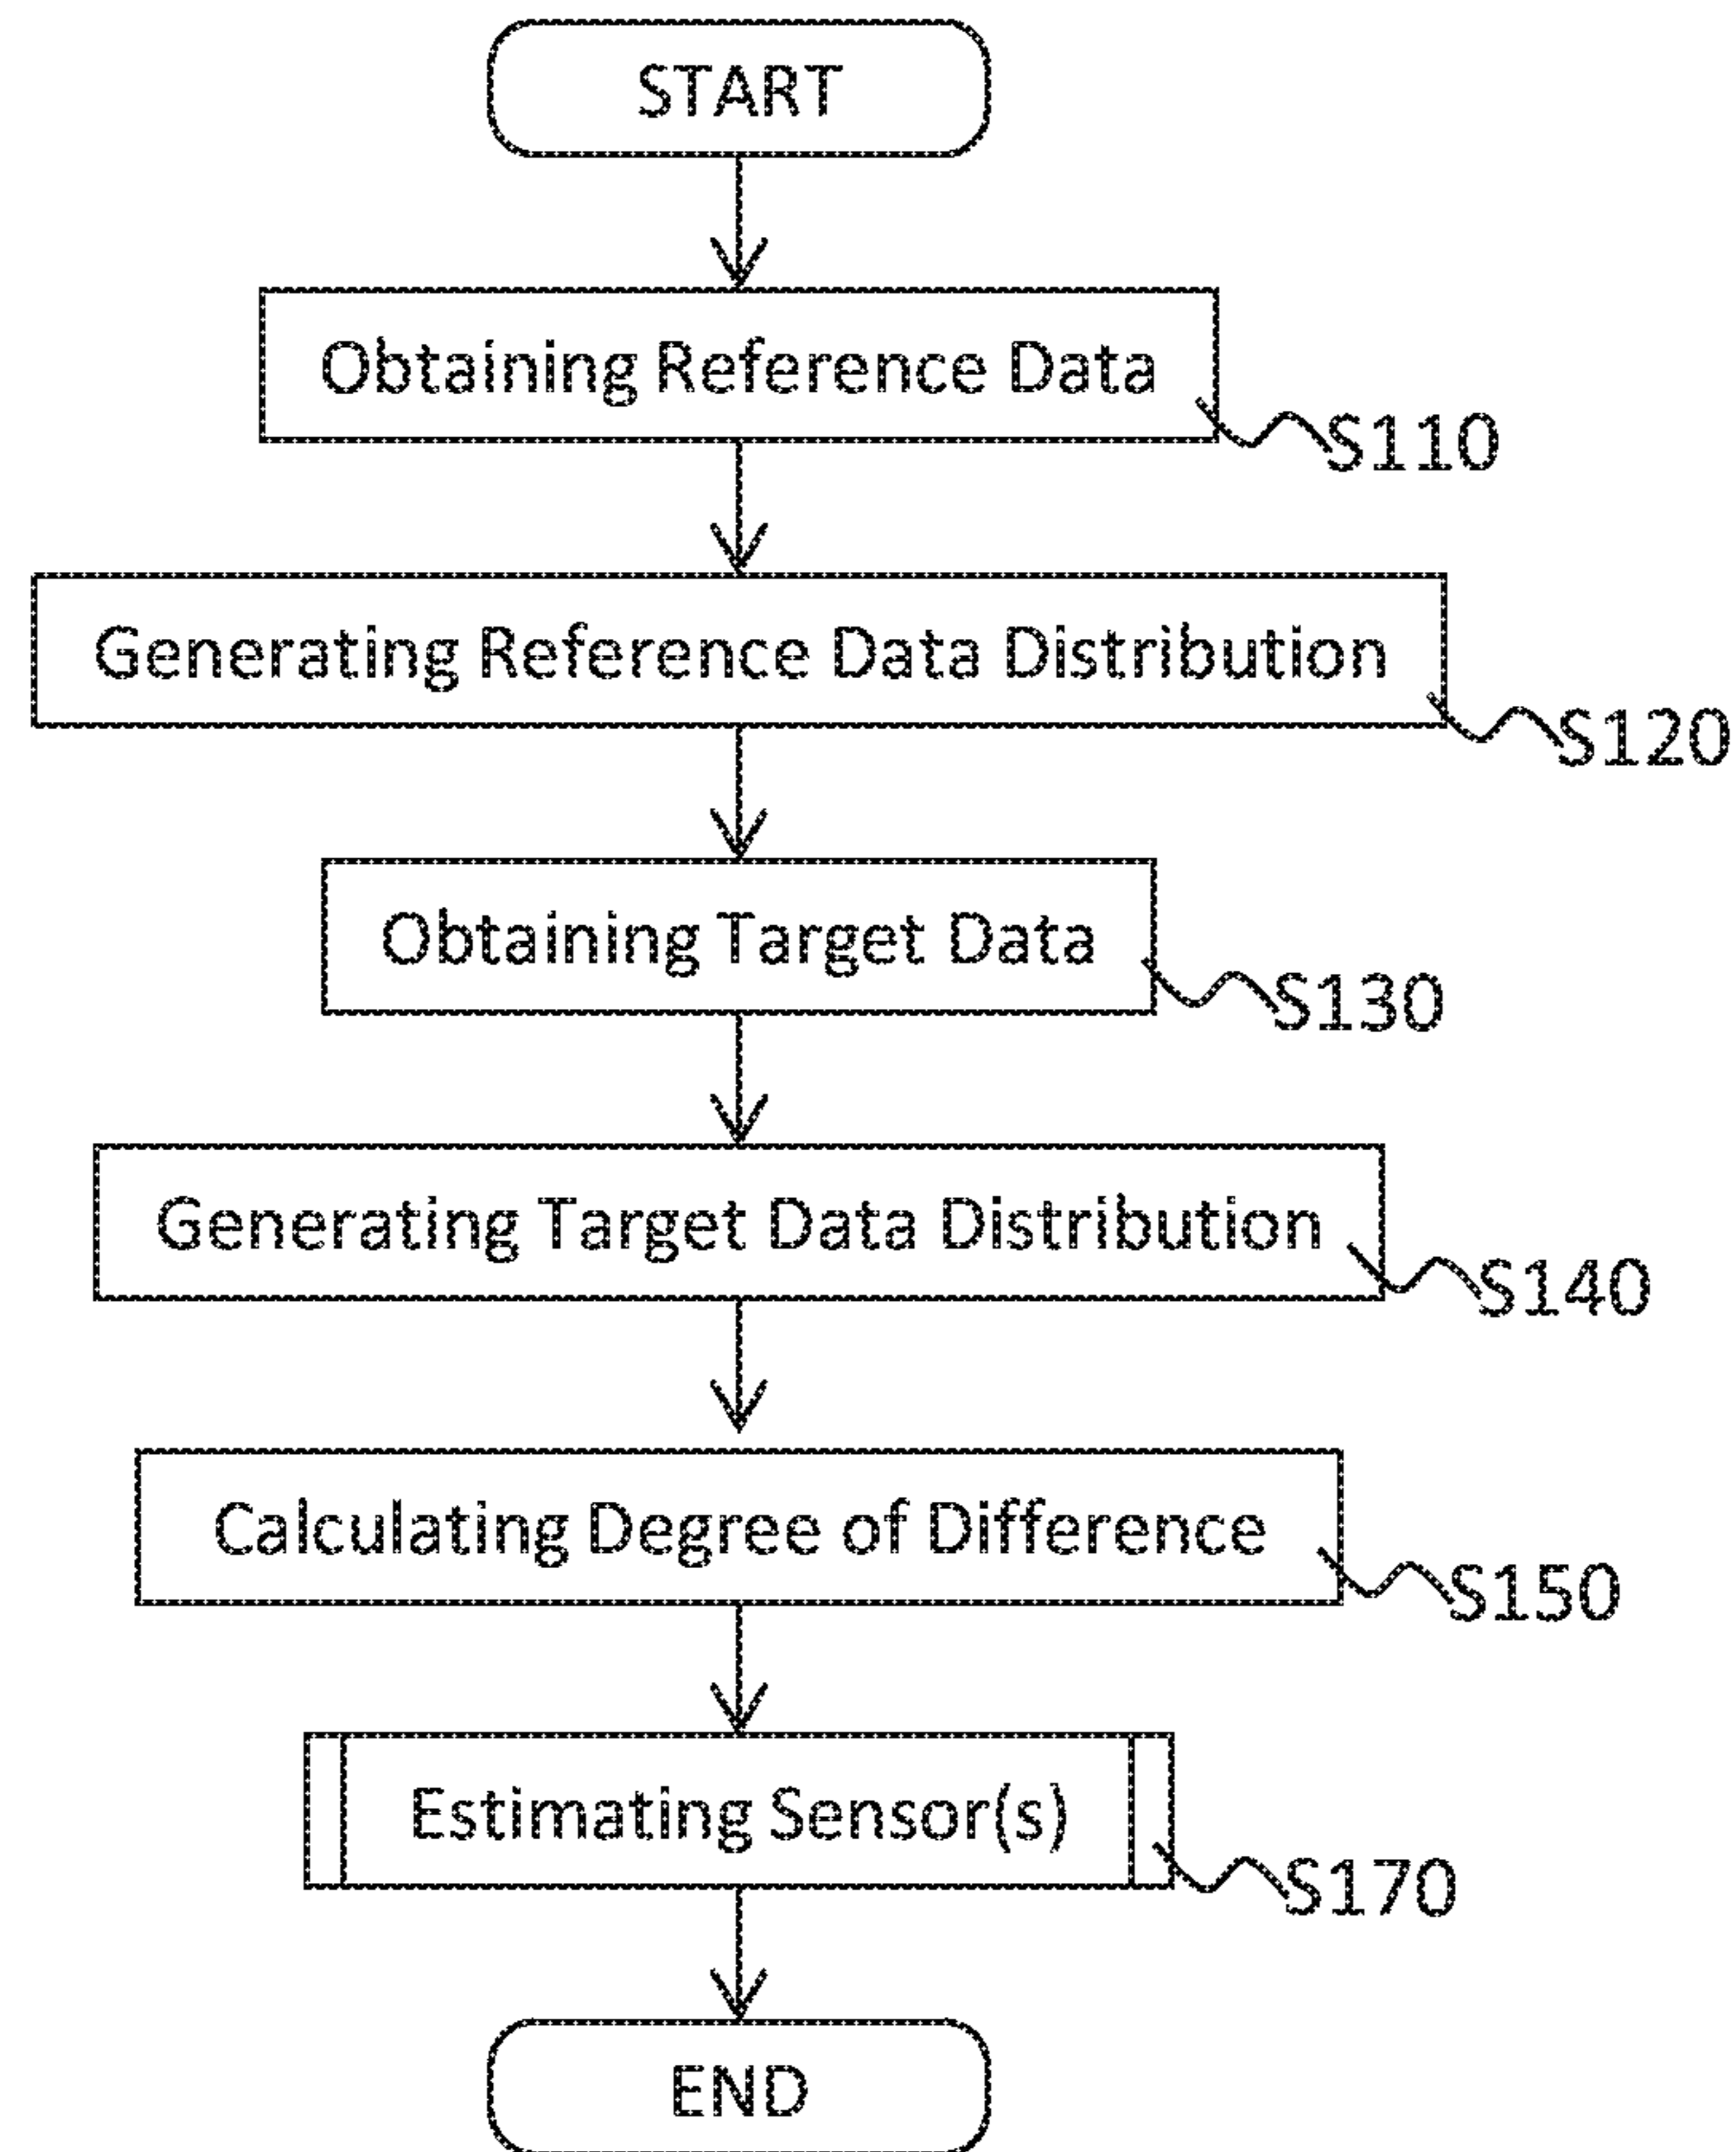 START
Obtaining Reference Data
S110
Generating Reference Data Distribution
S120
Obtaining Target Data
S130
Generating Target Data Distribution
S140
Calculating Degree of Difference
S150
Estimating Sensor(s)
S170
END